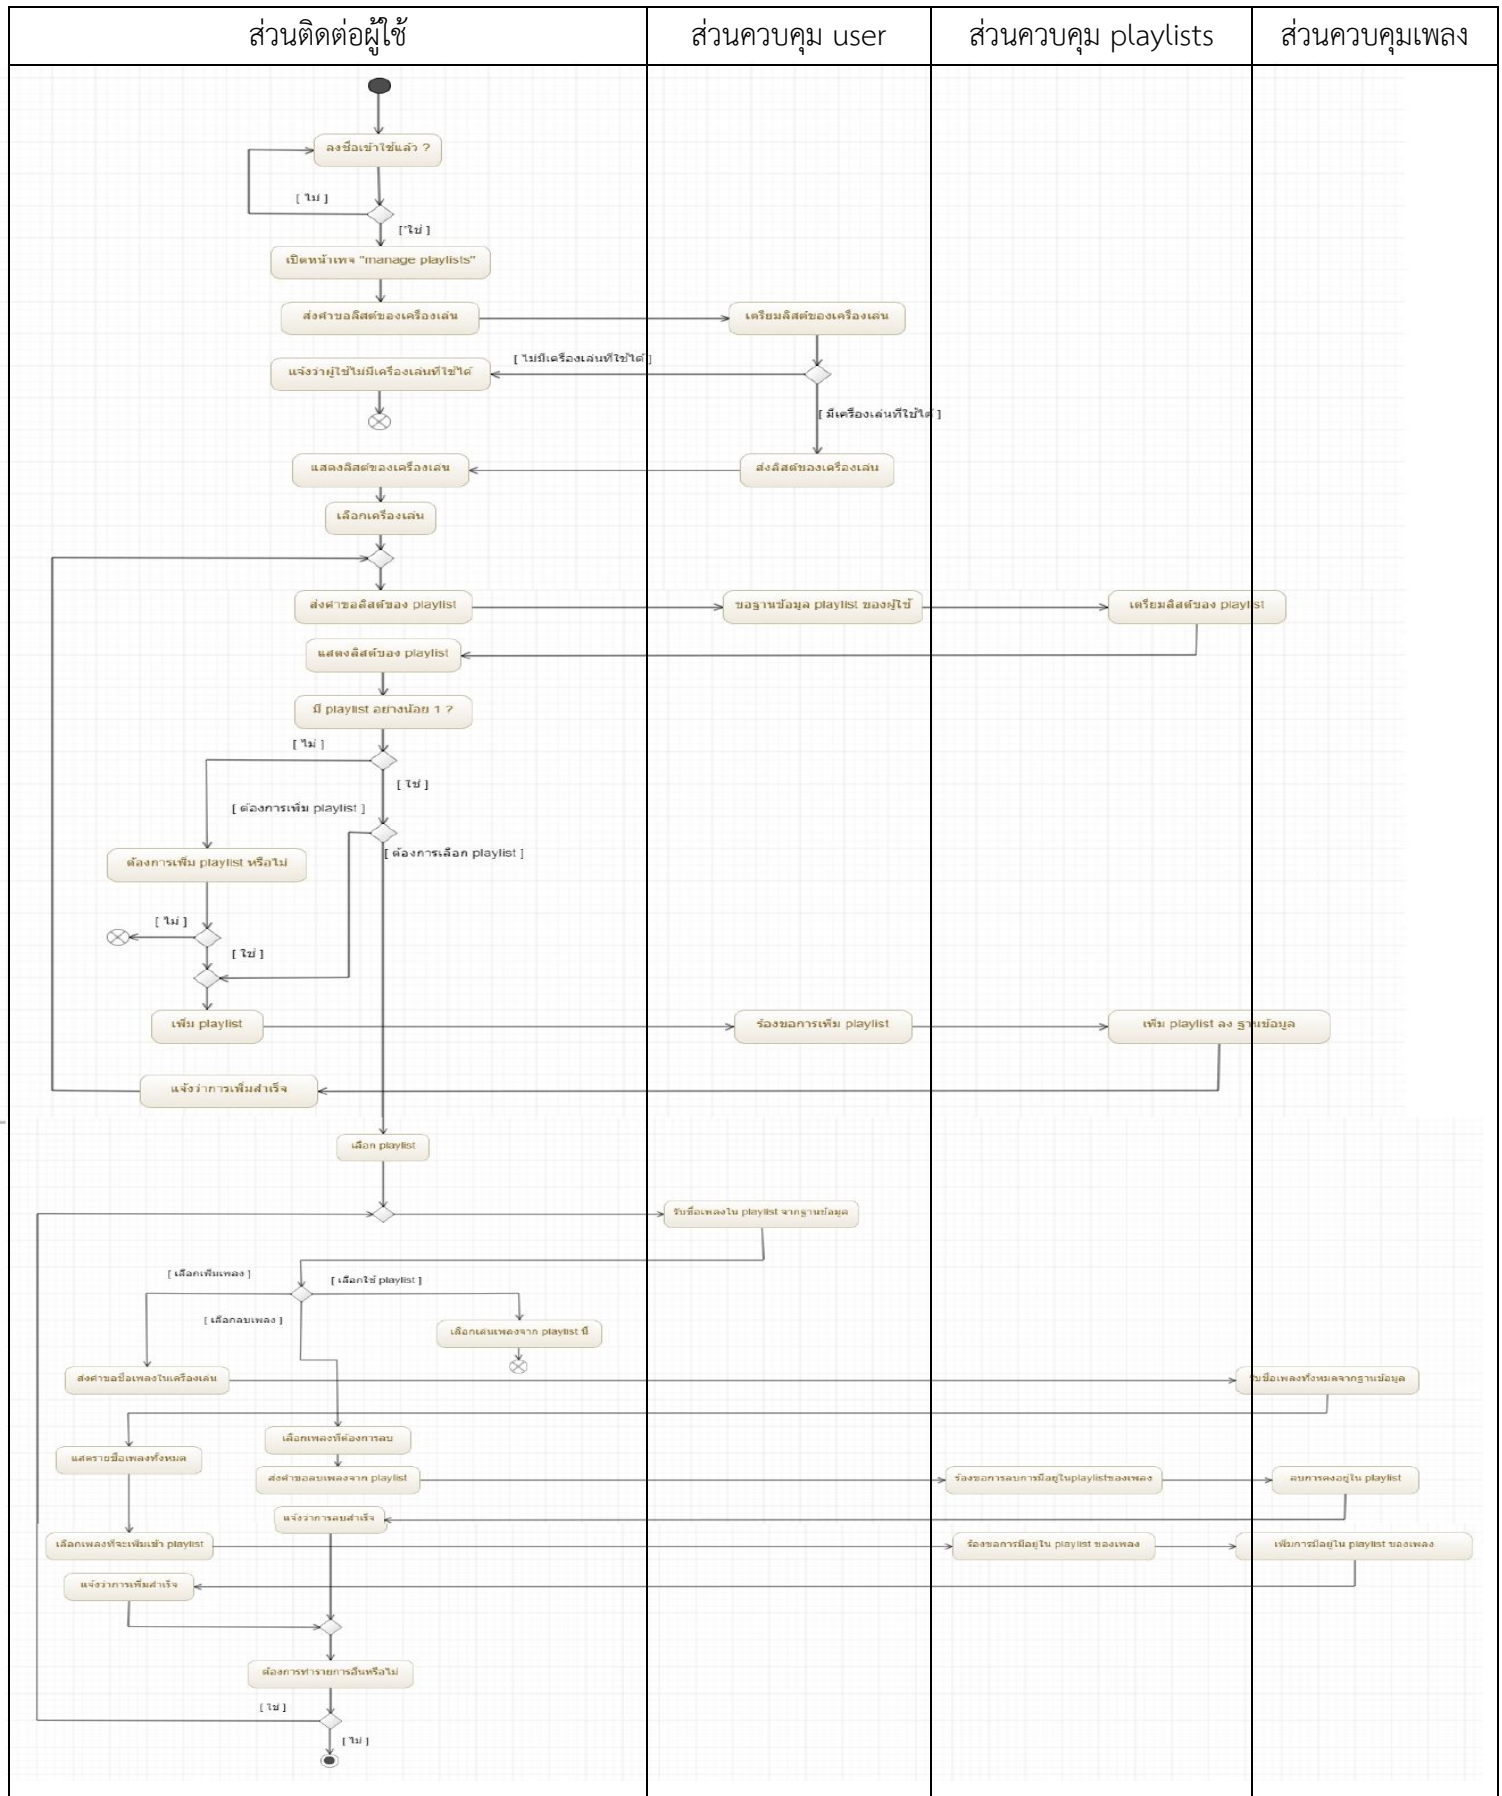 ส่วนติดต่อผู้ใช้
ส่วนควบคุม user
ส่วนควบคุม playlists
ส่วนควบคุมเพลง
ลงชื่อเข้าใช้แล้ว ?
[ ไม่ ]
[ ใช่ ]
เปิดหน้าเพจ "manage playlists"
ส่งคำขอลิสต์ของเครื่องเล่น
เตรียมลิสต์ของเครื่องเล่น
[ ไม่มีเครื่องเล่นที่ใช้ได้ ]
แจ้งว่าผู้ใช้ไม่มีเครื่องเล่นที่ใช้ได้
[ มีเครื่องเล่นที่ใช้ได้ ]
แสดงลิสต์ของเครื่องเล่น
ส่งลิสต์ของเครื่องเล่น
เลือกเครื่องเล่น
ส่งคำขอลิสต์ของ playlist
ขอฐานข้อมูล playlist ของผู้ใช้
เตรียมลิสต์ของ playlist
แสดงลิสต์ของ playlist
มี playlist อย่างน้อย 1 ?
[ ไม่ ]
[ ใช่ ]
[ ต้องการเพิ่ม playlist ]
[ ต้องการเลือก playlist ]
ต้องการเพิ่ม playlist หรือไม่
[ ไม่ ]
[ ใช่ ]
เพิ่ม playlist
ร้องขอการเพิ่ม playlist
เพิ่ม playlist ลง ฐานข้อมูล
แจ้งว่าการเพิ่มสำเร็จ
เลือก playlist
รับชื่อเพลงใน playlist จากฐานข้อมูล
[ เลือกเพิ่มเพลง ]
[ เลือกใช้ playlist ]
[ เลือกลบเพลง ]
เลือกเล่นเพลงจาก playlist นี้
ส่งคำขอชื่อเพลงในเครื่องเล่น
รับชื่อเพลงทั้งหมดจากฐานข้อมูล
เลือกเพลงที่ต้องการลบ
แสดรายชื่อเพลงทั้งหมด
ส่งคำขอลบเพลงจาก playlist
ร้องขอการลบการมีอยู่ในplaylistของเพลง
ลบการคงอยู่ใน playlist
แจ้งว่าการลบสำเร็จ
เลือกเพลงที่จะเพิ่มเข้า playlist
ร้องขอการมีอยู่ใน playlist ของเพลง
เพิ่มการมีอยู่ใน playlist ของเพลง
แจ้งว่าการเพิ่มสำเร็จ
ต้องการทำรายการอื่นหรือไม่
[ ใช่ ]
[ ไม่ ]